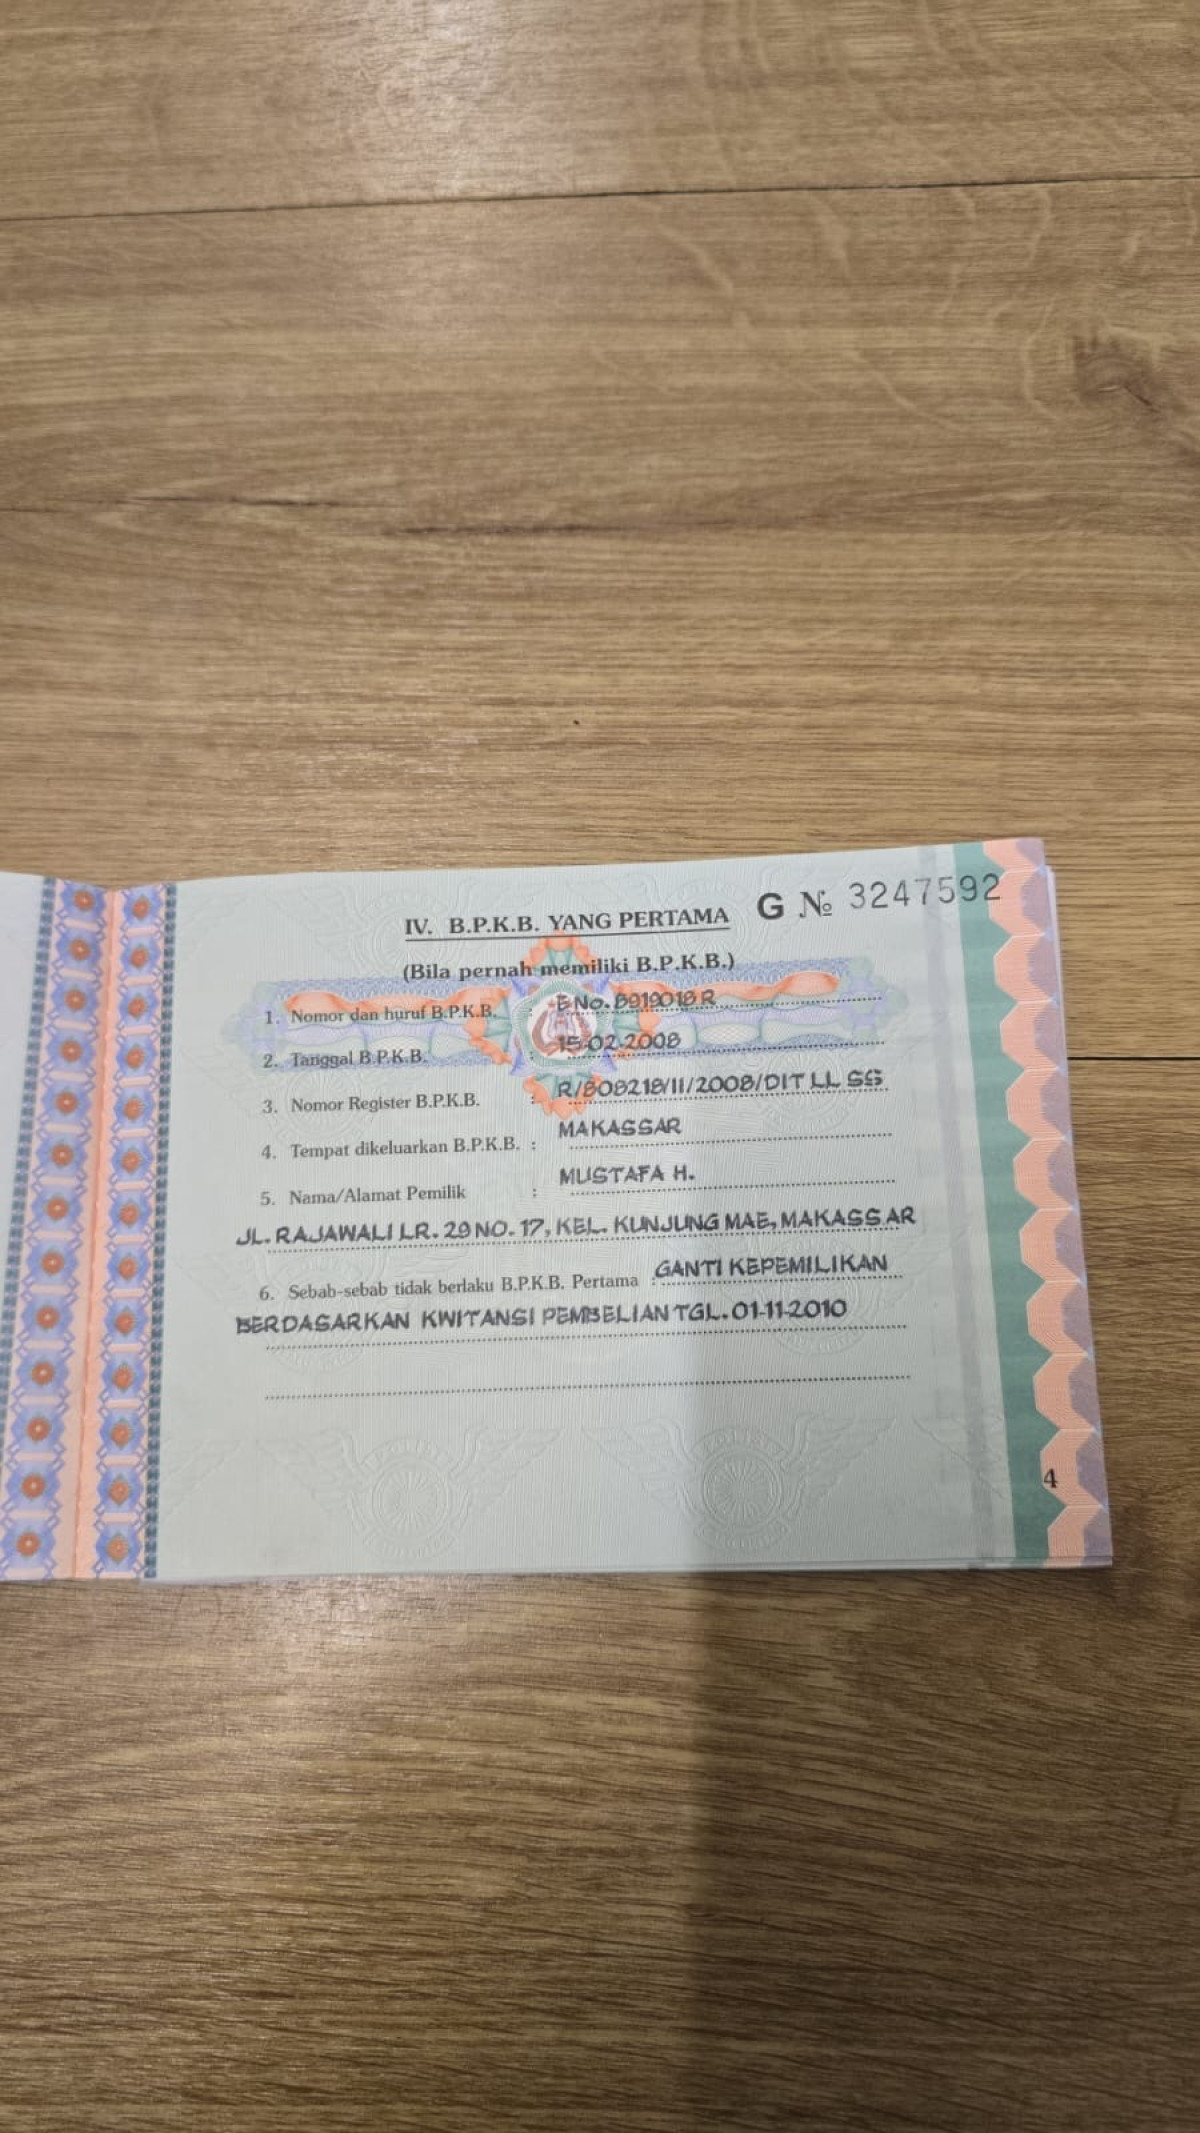 G № 3247592
IV. B.P.K.B. YANG PERTAMA
(Bila pernah memiliki B.P.K.B.)
1. Nomor dan huruf B.P.K.B. : E No. 8919018 R
2. Tanggal B.P.K.B. : 15-02-2008
3. Nomor Register B.P.K.B. : R/808218/II/2008/DIT LL SS
4. Tempat dikeluarkan B.P.K.B. : MAKASSAR
5. Nama/Alamat Pemilik : MUSTAFA H.
JL. RAJAWALI LR. 29 NO. 17, KEL. KUNJUNG MAE, MAKASSAR
6. Sebab-sebab tidak berlaku B.P.K.B. Pertama : GANTI KEPEMILIKAN
BERDASARKAN KWITANSI PEMBELIAN TGL. 01-11-2010
4